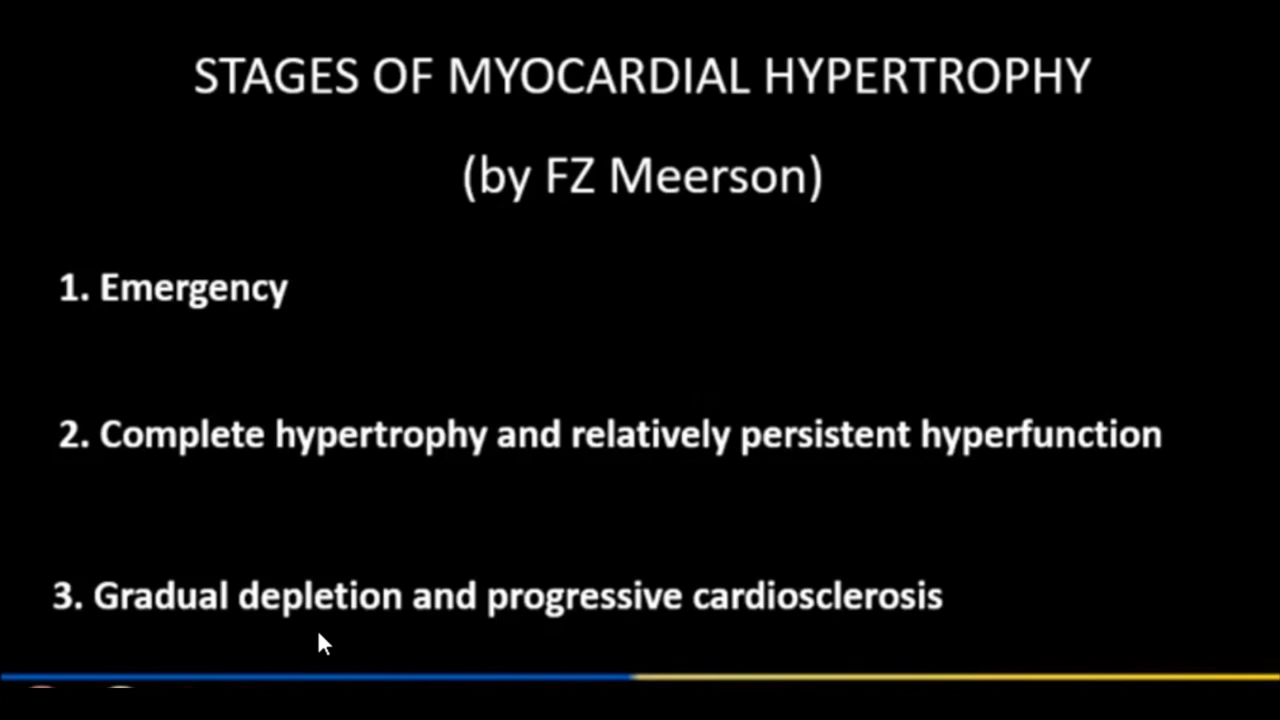 STAGES OF MYOCARDIAL HYPERTROPHY
(by FZ Meerson)
1. Emergency
2. Complete hypertrophy and relatively persistent hyperfunction
3. Gradual depletion and progressive cardiosclerosis